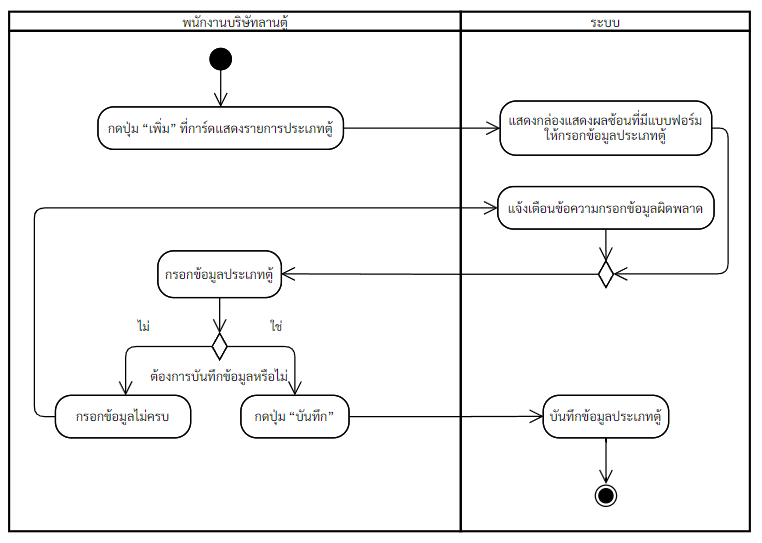 พนักงานบริษัทลานตู้
ระบบ
กดปุ่ม “เพิ่ม” ที่การ์ดแสดงรายการประเภทตู้
แสดงกล่องแสดงผลซ้อนที่มีแบบฟอร์ม
ให้กรอกข้อมูลประเภทตู้
แจ้งเตือนข้อความกรอกข้อมูลผิดพลาด
กรอกข้อมูลประเภทตู้
ไม่
ใช่
ต้องการบันทึกข้อมูลหรือไม่
กรอกข้อมูลไม่ครบ
กดปุ่ม “บันทึก”
บันทึกข้อมูลประเภทตู้